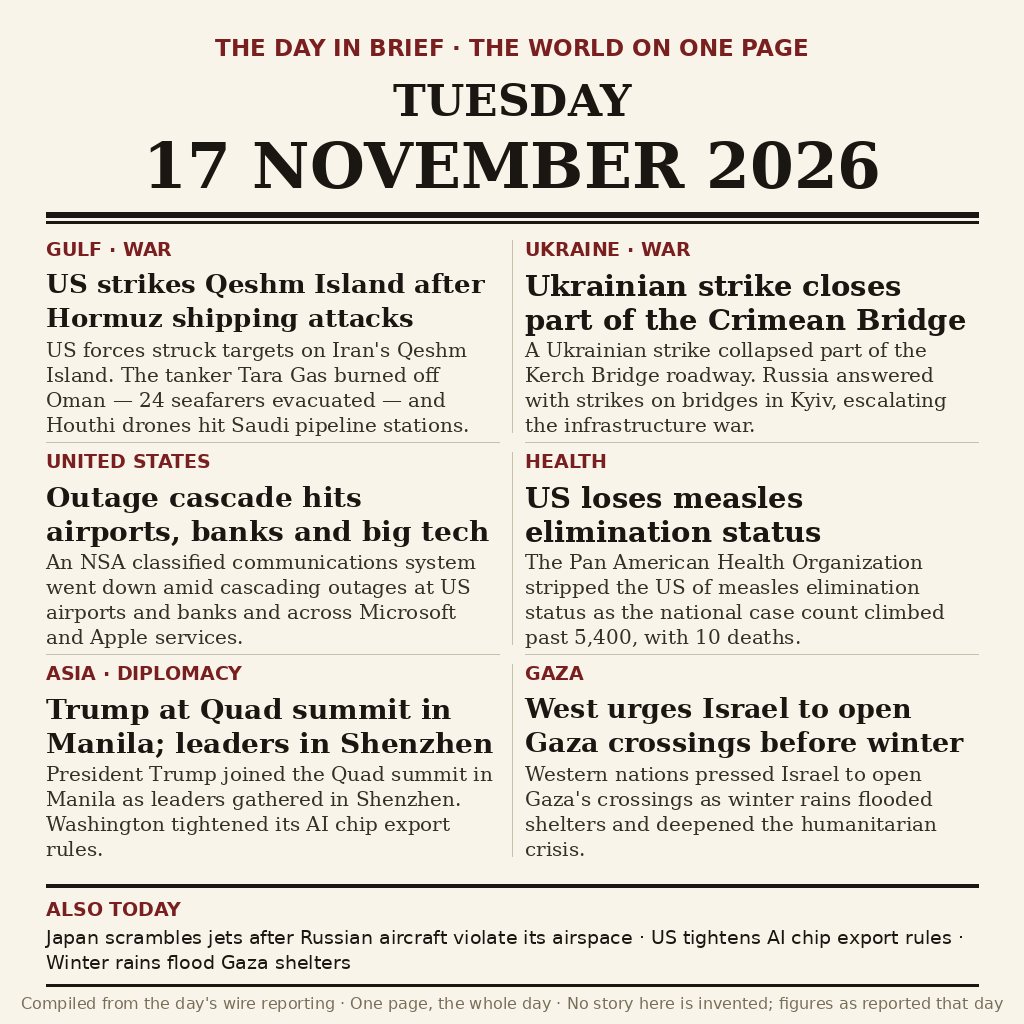 THE DAY IN BRIEF · THE WORLD ON ONE PAGE
TUESDAY
17 NOVEMBER 2026
GULF · WAR
US strikes Qeshm Island after
Hormuz shipping attacks
US forces struck targets on Iran's Qeshm
Island. The tanker Tara Gas burned off
Oman — 24 seafarers evacuated — and
Houthi drones hit Saudi pipeline stations.
UKRAINE · WAR
Ukrainian strike closes
part of the Crimean Bridge
A Ukrainian strike collapsed part of the
Kerch Bridge roadway. Russia answered
with strikes on bridges in Kyiv, escalating
the infrastructure war.
UNITED STATES
Outage cascade hits
airports, banks and big tech
An NSA classified communications system
went down amid cascading outages at US
airports and banks and across Microsoft
and Apple services.
HEALTH
US loses measles
elimination status
The Pan American Health Organization
stripped the US of measles elimination
status as the national case count climbed
past 5,400, with 10 deaths.
ASIA · DIPLOMACY
Trump at Quad summit in
Manila; leaders in Shenzhen
President Trump joined the Quad summit in
Manila as leaders gathered in Shenzhen.
Washington tightened its AI chip export
rules.
GAZA
West urges Israel to open
Gaza crossings before winter
Western nations pressed Israel to open
Gaza's crossings as winter rains flooded
shelters and deepened the humanitarian
crisis.
ALSO TODAY
Japan scrambles jets after Russian aircraft violate its airspace · US tightens AI chip export rules ·
Winter rains flood Gaza shelters
Compiled from the day's wire reporting · One page, the whole day · No story here is invented; figures as reported that day